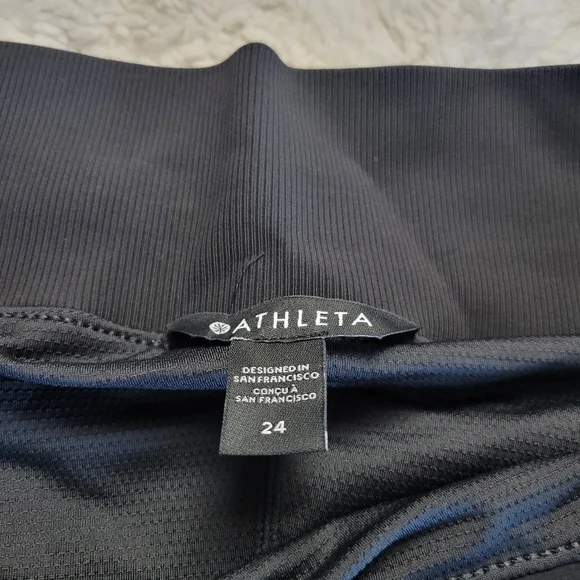 ATHLETA
DESIGNED IN
SAN FRANCISCO
CONÇU À
SAN FRANCISCO
24